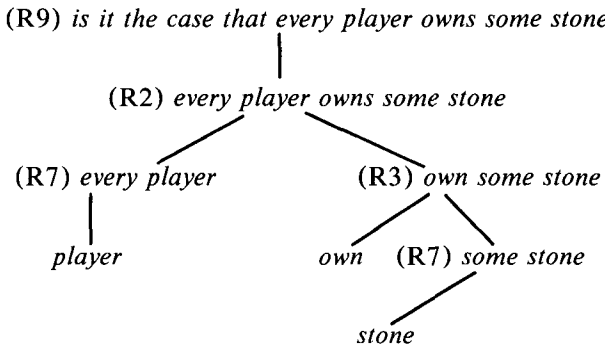 (R9) is it the case that every player owns some stone
(R2) every player owns some stone
(R7) every player (R3) own some stone
player own (R7) some stone
stone